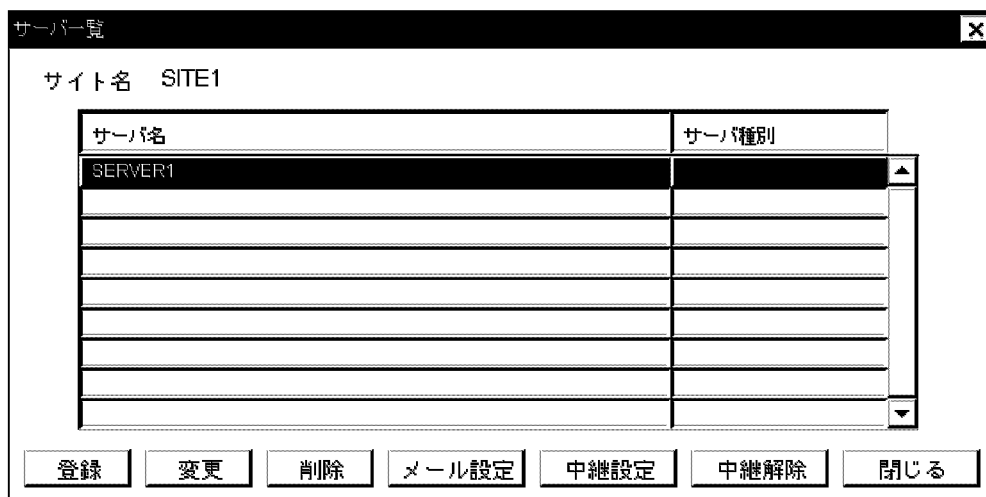 サーバ一覧
サイト名 SITE1
サーバ名 サーバ種別
SERVER1
登録 変更 削除 メール設定 中継設定 中継解除 閉じる